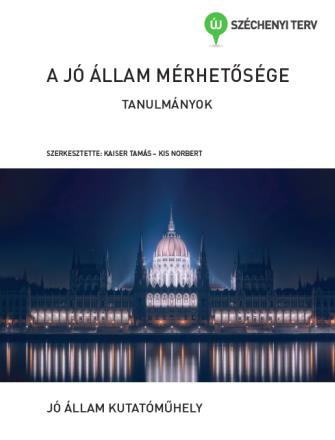 ÚJ SZÉCHENYI TERV
A JÓ ÁLLAM MÉRHETŐSÉGE
TANULMÁNYOK
SZERKESZTETTE: KAISER TAMÁS – KIS NORBERT
JÓ ÁLLAM KUTATÓMŰHELY